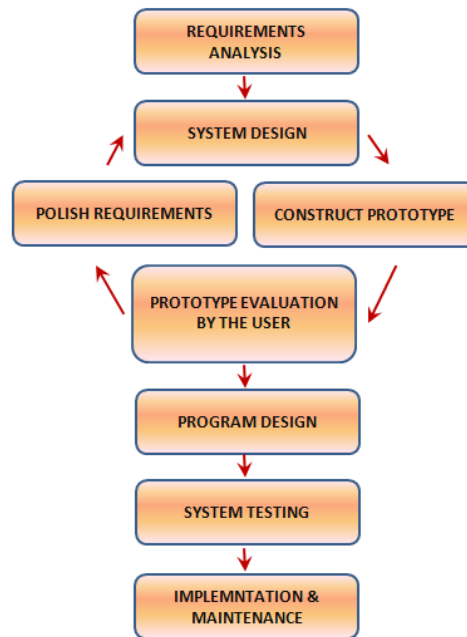 REQUIREMENTS
ANALYSIS
SYSTEM DESIGN
POLISH REQUIREMENTS
CONSTRUCT PROTOTYPE
PROTOTYPE EVALUATION
BY THE USER
PROGRAM DESIGN
SYSTEM TESTING
IMPLEMNTATION &
MAINTENANCE